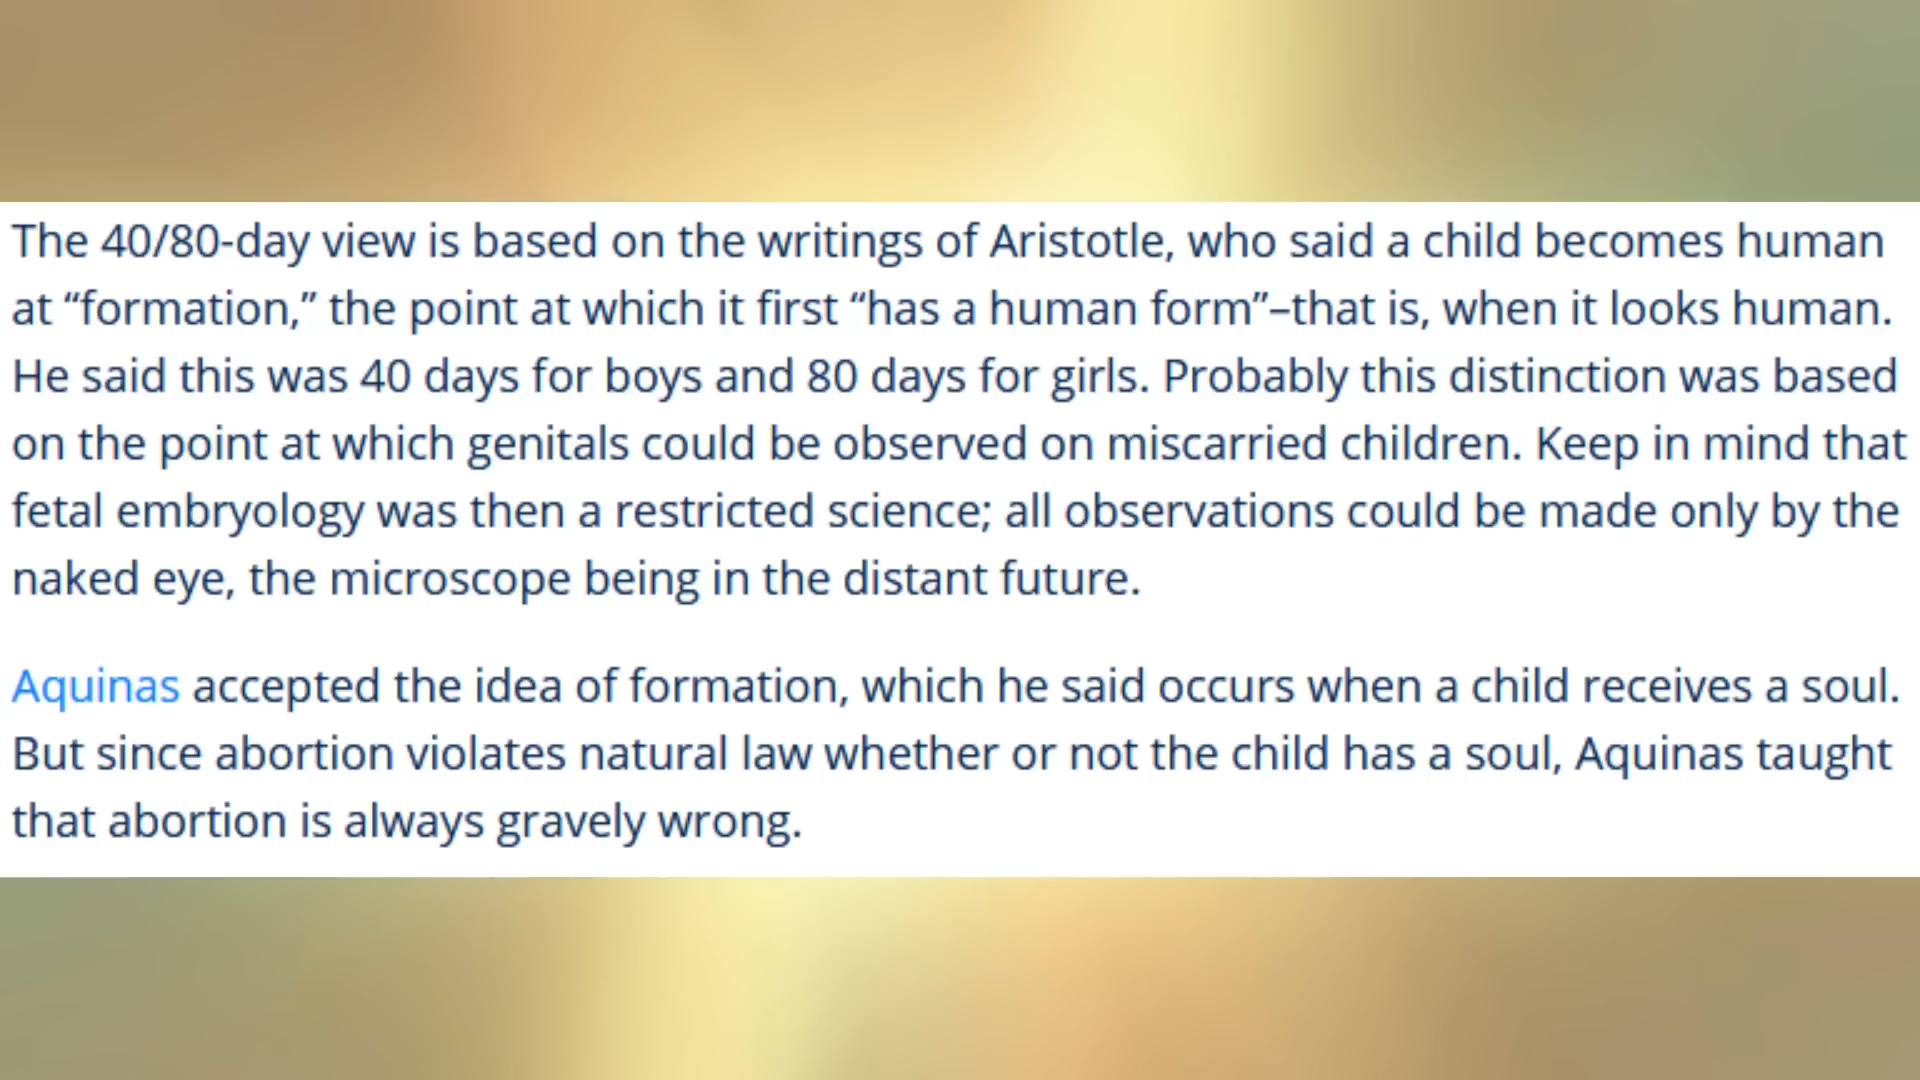 The 40/80-day view is based on the writings of Aristotle, who said a child becomes human
at “formation,” the point at which it first “has a human form”–that is, when it looks human.
He said this was 40 days for boys and 80 days for girls. Probably this distinction was based
on the point at which genitals could be observed on miscarried children. Keep in mind that
fetal embryology was then a restricted science; all observations could be made only by the
naked eye, the microscope being in the distant future.
Aquinas accepted the idea of formation, which he said occurs when a child receives a soul.
But since abortion violates natural law whether or not the child has a soul, Aquinas taught
that abortion is always gravely wrong.